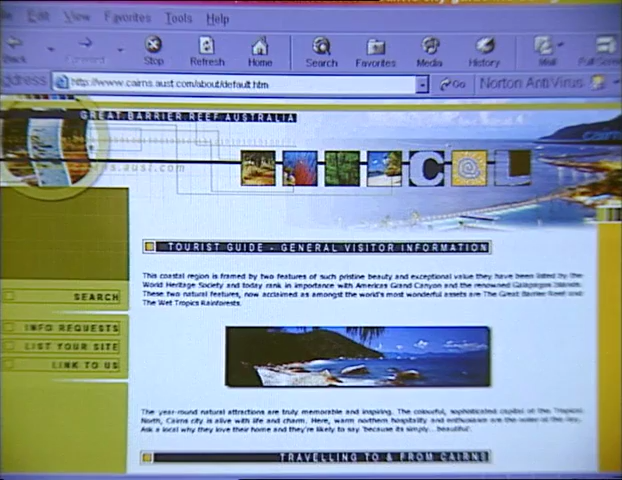 Edit View Favorites Tools Help
Back Forward Stop Refresh Home Search Favorites Media History Mail
Address http://www.cairns.aust.com/about/default.htm Go Norton AntiVirus
GREAT BARRIER REEF AUSTRALIA
C
TOURIST GUIDE - GENERAL VISITOR INFORMATION
This coastal region is framed by two features of such pristine beauty and exceptional value they have been listed by the
World Heritage Society and today rank in importance with Americas Grand Canyon and the renowned Galapagos Islands.
These two natural features, now acclaimed as amongst the world's most wonderful assets are The Great Barrier Reef and
The Wet Tropics Rainforests.
SEARCH
INFO REQUESTS
LIST YOUR SITE
LINK TO US
The year-round natural attractions are truly memorable and inspiring. The colourful, sophisticated capital of the Tropical
North, Cairns city is alive with life and charm. Here, warm northern hospitality and enthusiasm are the order of the day.
Ask a local why they love their home and they're likely to say 'because its simply... beautiful'.
TRAVELLING TO & FROM CAIRNS